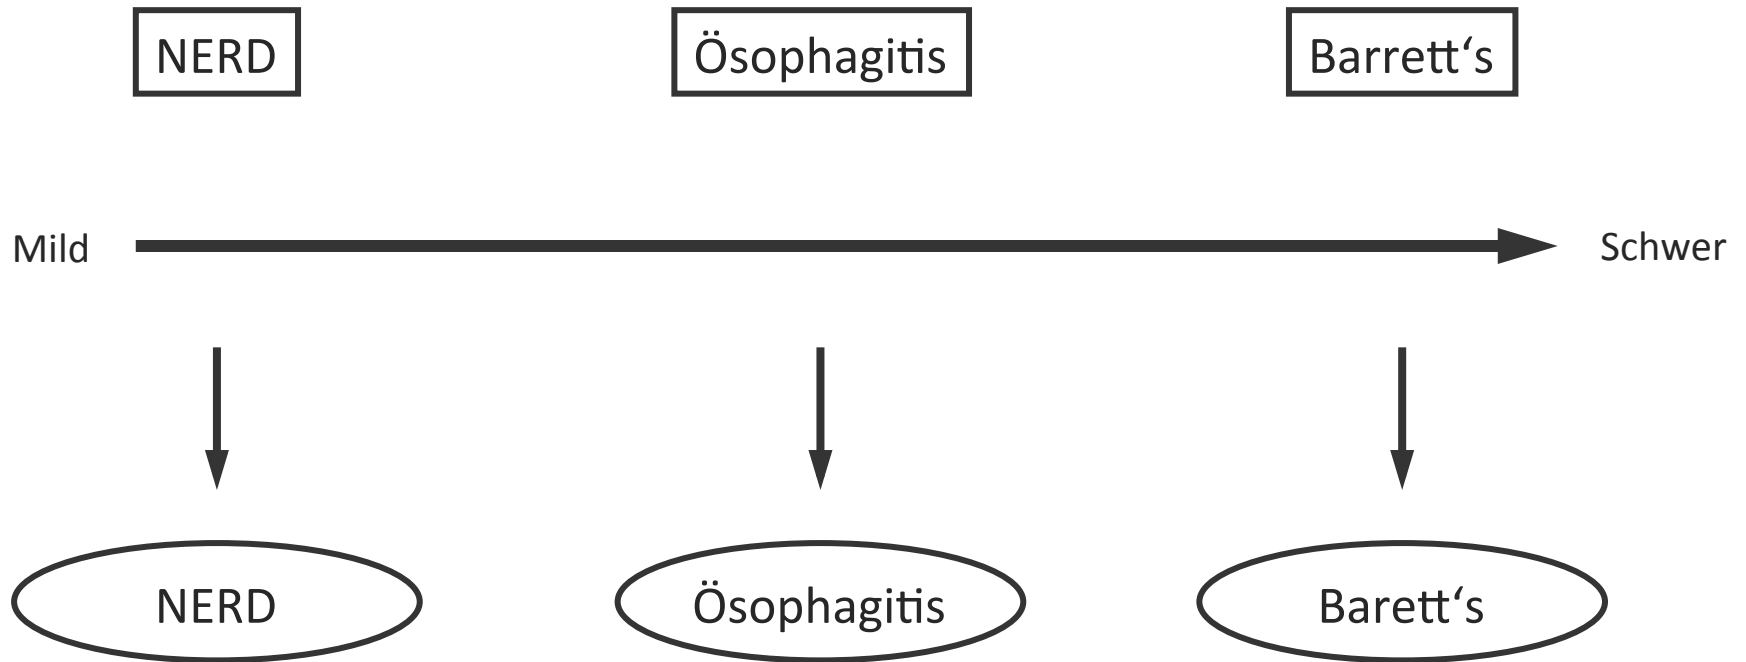 NERD
Ösophagitis
Barrett‘s
Mild
Schwer
NERD
Ösophagitis
Barett‘s